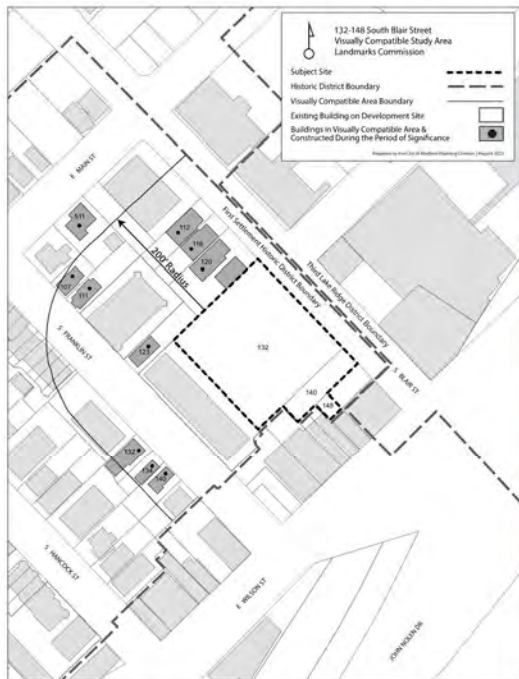 132-148 South Blair Street
Visually Compatible Study Area
Landmarks Commission
Subject Site
Historic District Boundary
Visually Compatible Area Boundary
Existing Building on Development Site
Buildings in Visually Compatible Area &
Constructed During the Period of Significance
E MAIN ST
511
112
116
120
First Settlement Historic District Boundary
Third Lake Ridge District Boundary
200' Radius
107
111
S FRANKLIN ST
123
132
S BLAIR ST
140
148
132
134
140
S HANCOCK ST
E WILSON ST
JOHN NOLEN DR